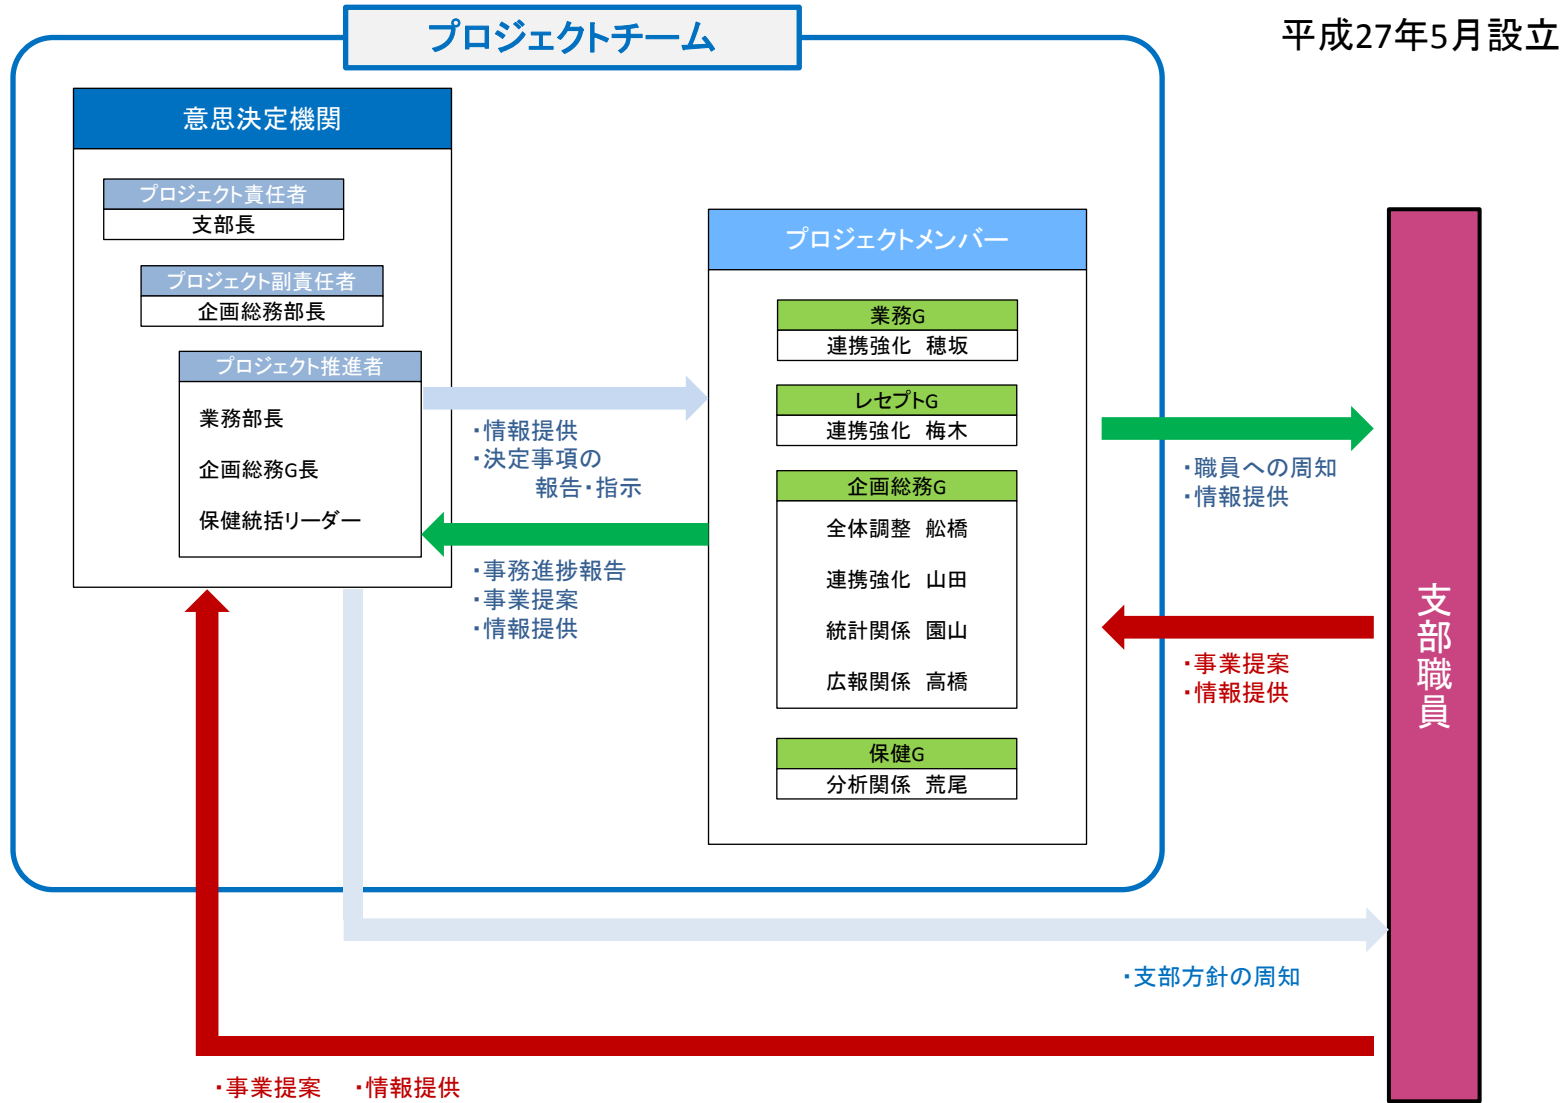 プロジェクトチーム
平成27年5月設立
意思決定機関
プロジェクト責任者
支部長
プロジェクト副責任者
企画総務部長
プロジェクト推進者
業務部長
企画総務G長
保健統括リーダー
・情報提供
・決定事項の
報告・指示
・事務進捗報告
・事業提案
・情報提供
プロジェクトメンバー
業務G
連携強化　穂坂
レセプトG
連携強化　梅木
企画総務G
全体調整　舩橋
連携強化　山田
統計関係　園山
広報関係　高橋
保健G
分析関係　荒尾
・職員への周知
・情報提供
・事業提案
・情報提供
支部職員
・支部方針の周知
・事業提案　・情報提供